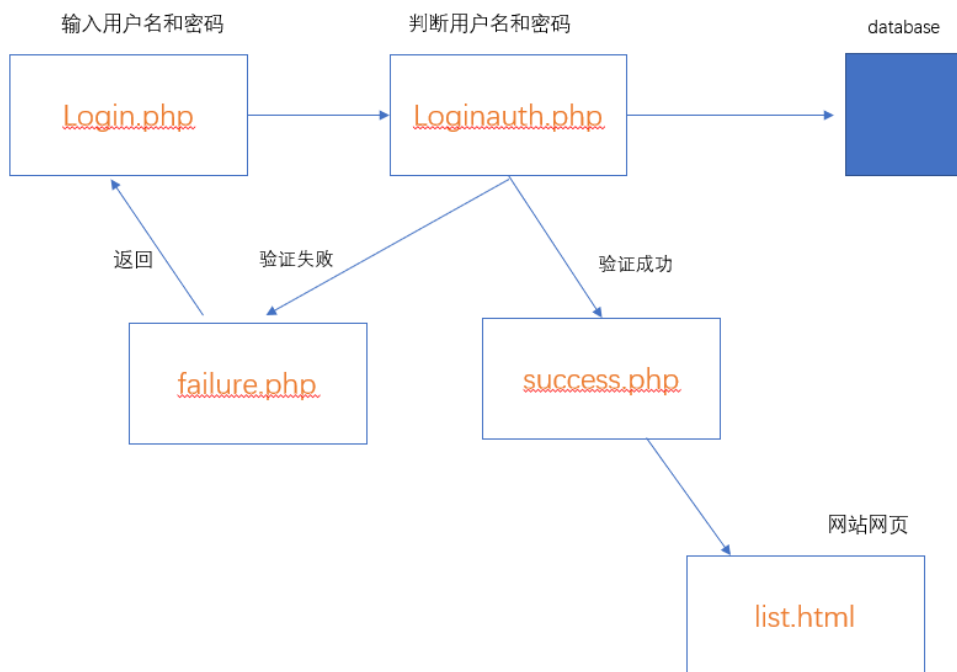 输入用户名和密码
判断用户名和密码
database
Login.php
Loginauth.php
返回
验证失败
验证成功
failure.php
success.php
网站网页
list.html